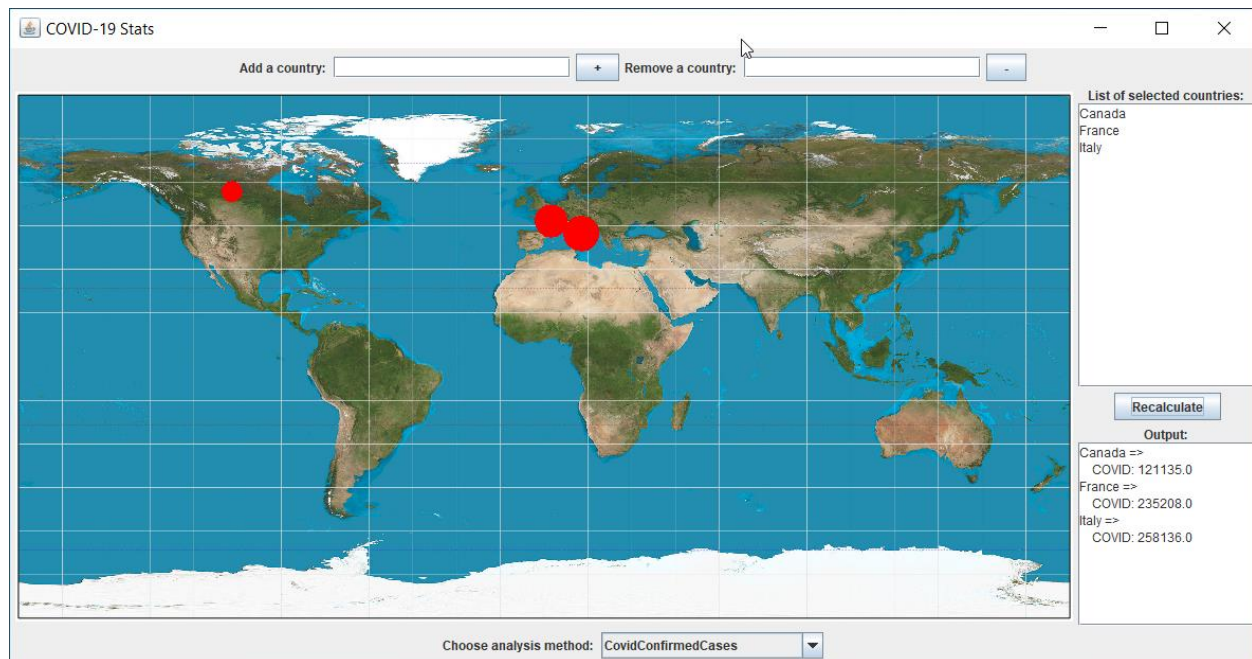 COVID-19 Stats
Add a country: + Remove a country: -
List of selected countries:
Canada
France
Italy
Recalculate
Output:
Canada =>
COVID: 121135.0
France =>
COVID: 235208.0
Italy =>
COVID: 258136.0
Choose analysis method: CovidConfirmedCases